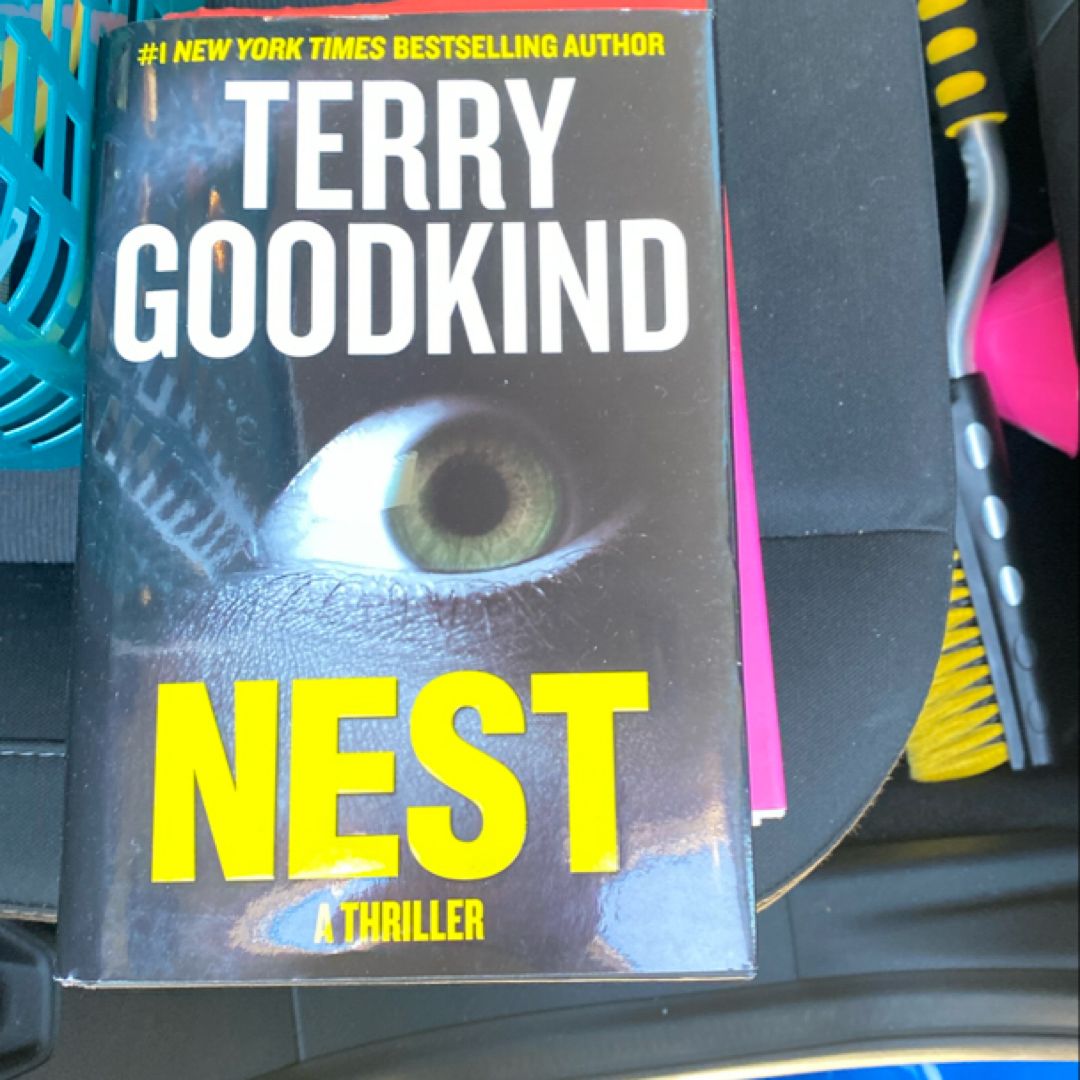 #1 NEW YORK TIMES BESTSELLING AUTHOR
TERRY
GOODKIND
NEST
A THRILLER